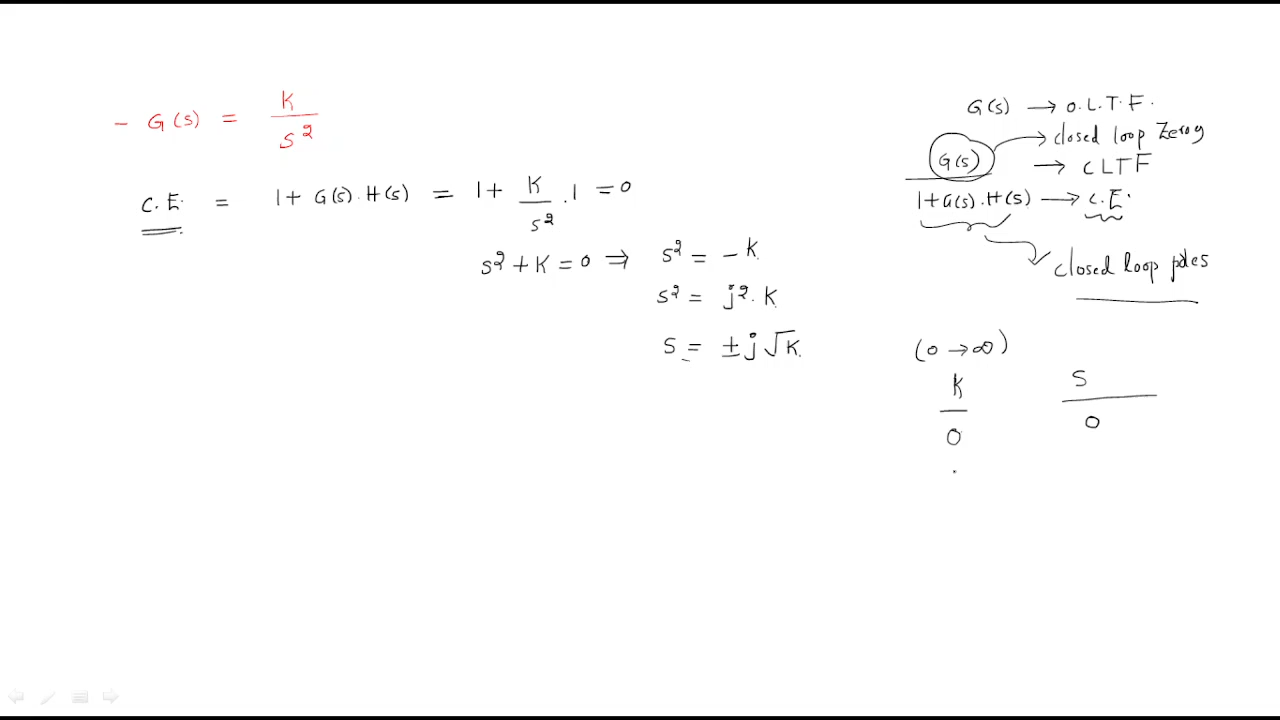 - G(s) = K / s²
C.E. = 1+ G(s).H(s) = 1+ K/s² .1 = 0
s²+K=0 ⇒ s² = -K
s² = j².K
s = ±j√K.
G(s) → O.L.T.F.
→ closed loop Zeros
G(s) → CLTF
1+G(s).H(s) → C.E.
closed loop poles
(0 → ∞)
K S
0 0